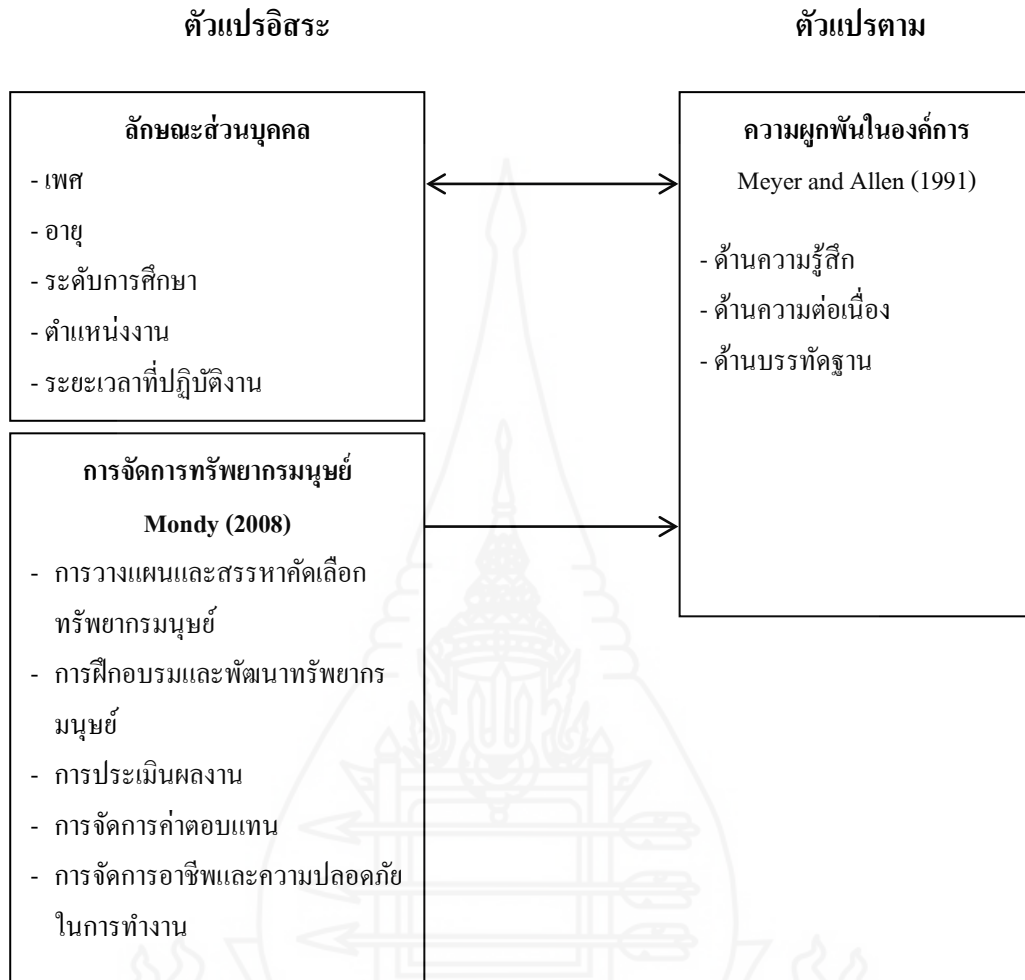 ตัวแปรอิสระ
ตัวแปรตาม
ลักษณะส่วนบุคคล
- เพศ
- อายุ
- ระดับการศึกษา
- ตำแหน่งงาน
- ระยะเวลาที่ปฏิบัติงาน
ความผูกพันในองค์การ
Meyer and Allen (1991)
- ด้านความรู้สึก
- ด้านความต่อเนื่อง
- ด้านบรรทัดฐาน
การจัดการทรัพยากรมนุษย์
Mondy (2008)
- การวางแผนและสรรหาคัดเลือก
ทรัพยากรมนุษย์
- การฝึกอบรมและพัฒนาทรัพยากร
มนุษย์
- การประเมินผลงาน
- การจัดการค่าตอบแทน
- การจัดการอาชีพและความปลอดภัย
ในการทำงาน